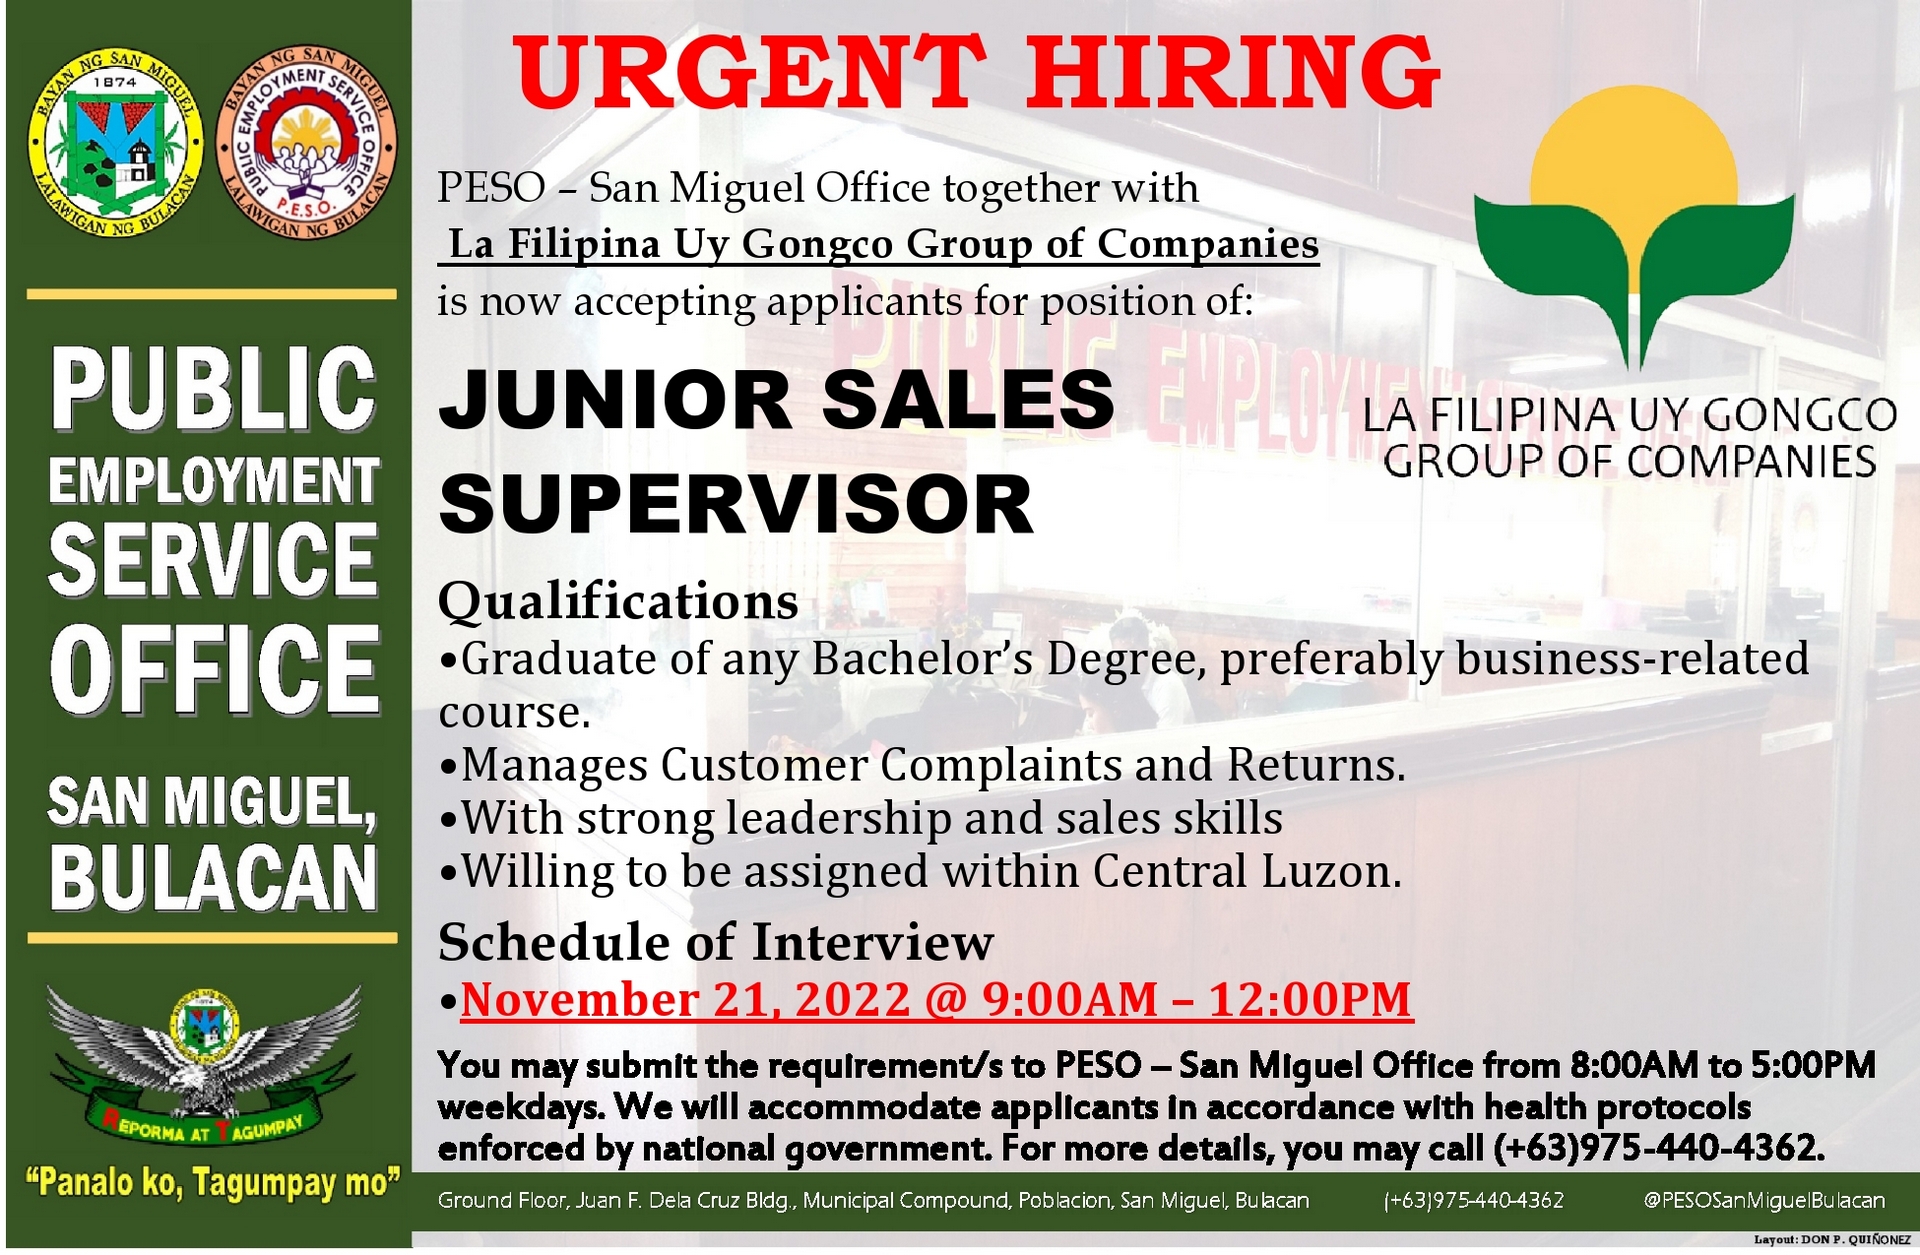 BAYAN NG SAN MIGUEL
1874
LALAWIGAN NG BULACAN
BAYAN NG SAN MIGUEL
PUBLIC EMPLOYMENT SERVICE OFFICE
P.E.S.O.
LALAWIGAN NG BULACAN
PUBLIC
EMPLOYMENT
SERVICE
OFFICE
SAN MIGUEL,
BULACAN
REPORMA AT TAGUMPAY
“Panalo ko, Tagumpay mo”
URGENT HIRING
PESO – San Miguel Office together with
La Filipina Uy Gongco Group of Companies
is now accepting applicants for position of:
LA FILIPINA UY GONGCO
GROUP OF COMPANIES
PUBLIC EMPLOYMENT SERVICE OFFICE
JUNIOR SALES
SUPERVISOR
Qualifications
•Graduate of any Bachelor’s Degree, preferably business-related
course.
•Manages Customer Complaints and Returns.
•With strong leadership and sales skills
•Willing to be assigned within Central Luzon.
Schedule of Interview
•November 21, 2022 @ 9:00AM – 12:00PM
You may submit the requirement/s to PESO – San Miguel Office from 8:00AM to 5:00PM
weekdays. We will accommodate applicants in accordance with health protocols
enforced by national government. For more details, you may call (+63)975-440-4362.
Ground Floor, Juan F. Dela Cruz Bldg., Municipal Compound, Poblacion, San Miguel, Bulacan (+63)975-440-4362 @PESOSanMiguelBulacan
Layout: DON P. QUIÑONEZ